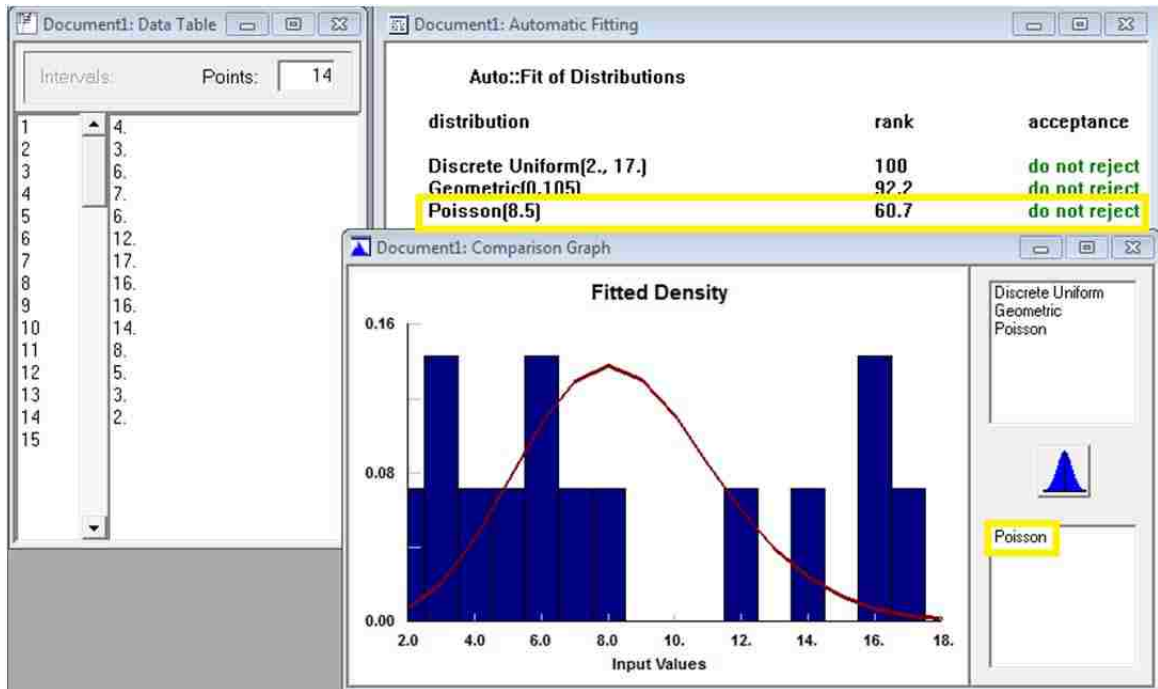 Document1: Data Table
Intervals: Points: 14
1 4.
2 3.
3 6.
4 7.
5 6.
6 12.
7 17.
8 16.
9 16.
10 14.
11 8.
12 5.
13 3.
14 2.
15
Document1: Automatic Fitting
Auto::Fit of Distributions
distribution rank acceptance
Discrete Uniform(2., 17.) 100 do not reject
Geometric(0.105) 92.2 do not reject
Poisson(8.5) 60.7 do not reject
Document1: Comparison Graph
Fitted Density
0.16
0.08
0.00
2.0 4.0 6.0 8.0 10. 12. 14. 16. 18.
Input Values
Discrete Uniform
Geometric
Poisson
Poisson